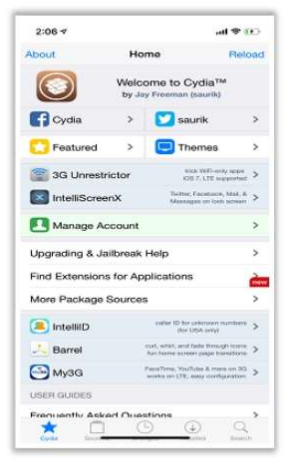 2:06
About Home Reload
Welcome to Cydia™
by Jay Freeman (saurik)
Cydia
saurik
Featured
Themes
3G Unrestrictor
trick WiFi-only apps
iOS 7, LTE supported
IntelliScreenX
Twitter, Facebook, Mail, &
Messages on lock screen
Manage Account
Upgrading & Jailbreak Help
Find Extensions for Applications
new
More Package Sources
IntelliID
caller ID for unknown numbers
(for USA only)
Barrel
curl, whirl, and fade through icons
fun home screen page transitions
My3G
FaceTime, YouTube & more on 3G
works on LTE, easy configuration.
USER GUIDES
Frequently Asked Questions
Cydia
Search